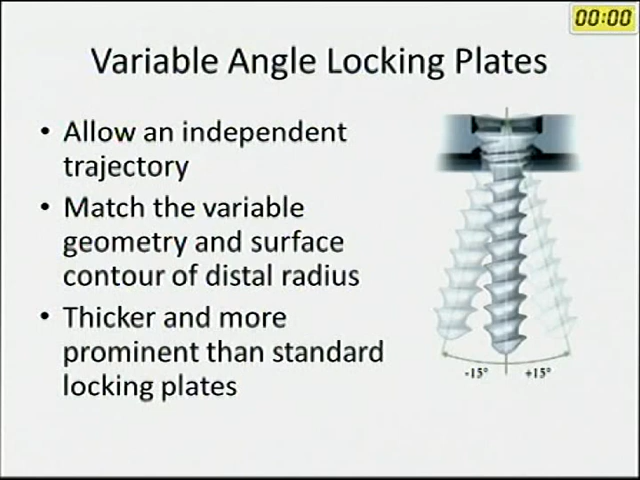 00:00
Variable Angle Locking Plates
• Allow an independent
trajectory
• Match the variable
geometry and surface
contour of distal radius
• Thicker and more
prominent than standard
locking plates
-15° +15°